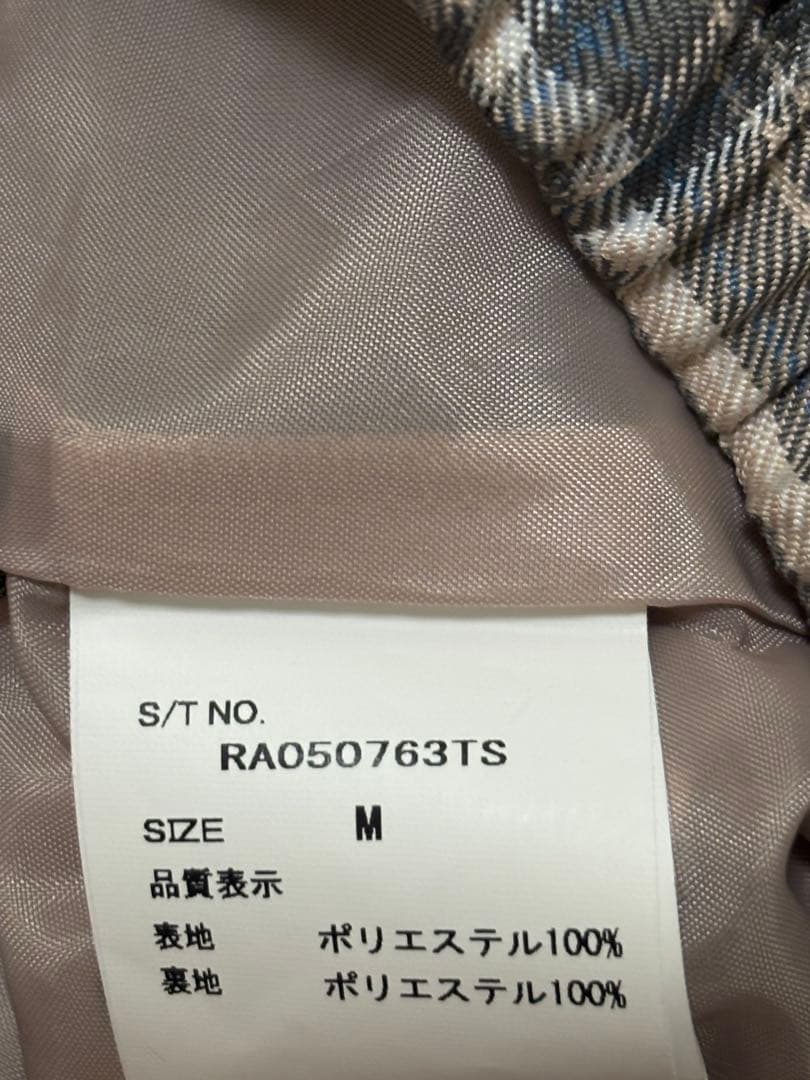 S/T NO.
RA050763TS
SIZE M
品質表示
表地 ポリエステル100%
裏地 ポリエステル100%